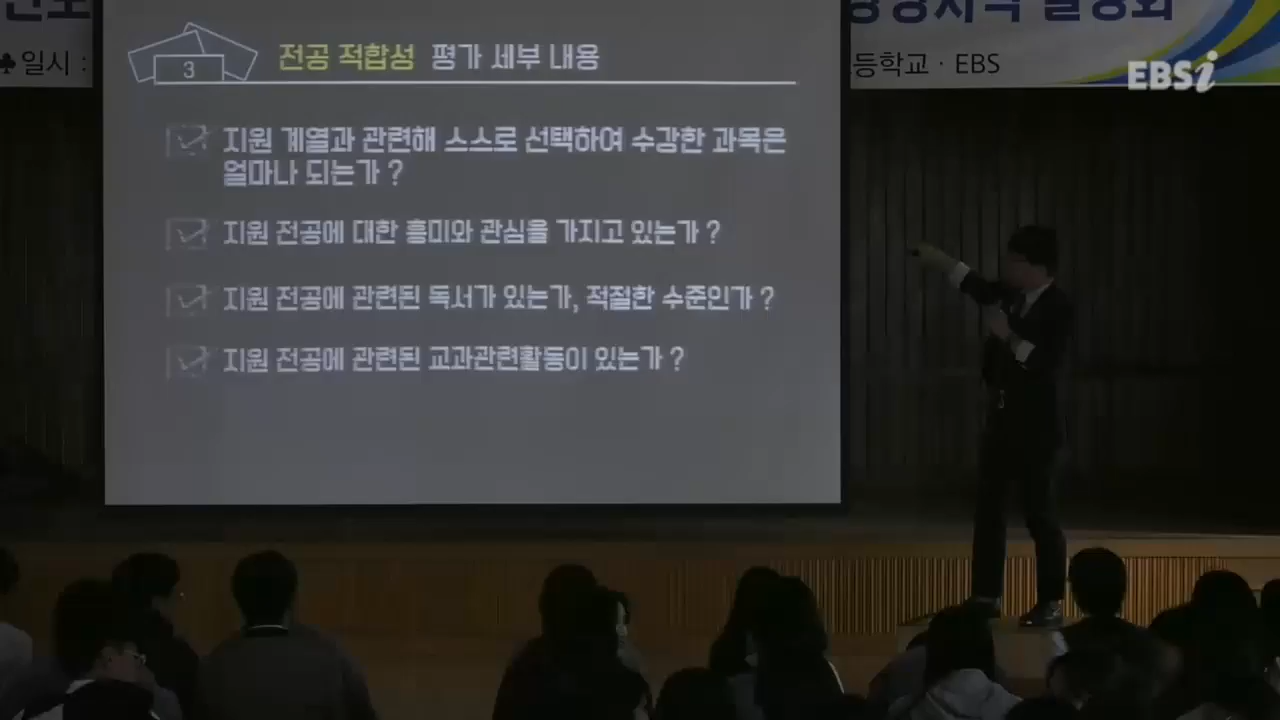 ♣일시 :
등학교 · EBS
EBSi
3
전공 적합성 평가 세부 내용
지원 계열과 관련해 스스로 선택하여 수강한 과목은
얼마나 되는가 ?
지원 전공에 대한 흥미와 관심을 가지고 있는가 ?
지원 전공에 관련된 독서가 있는가, 적절한 수준인가 ?
지원 전공에 관련된 교과관련활동이 있는가 ?